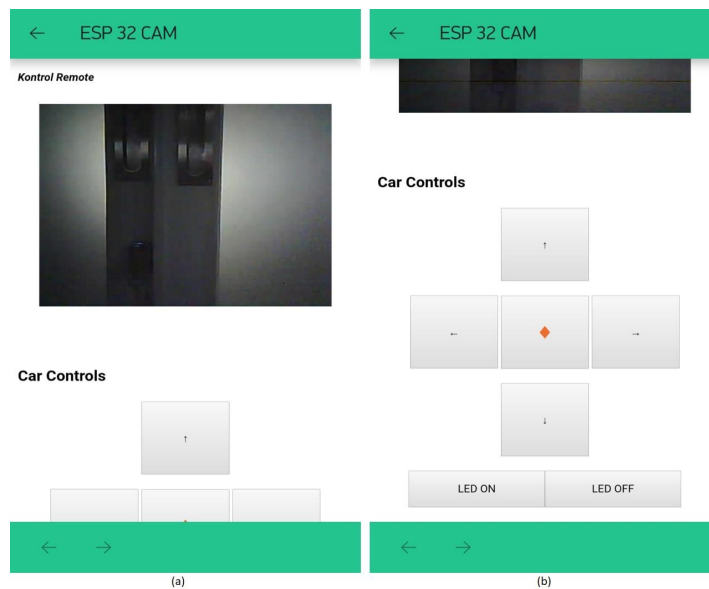 ← ESP 32 CAM
Kontrol Remote
Car Controls
↑
← →
(a)
← ESP 32 CAM
Car Controls
↑
← ♦ →
↓
LED ON LED OFF
← →
(b)